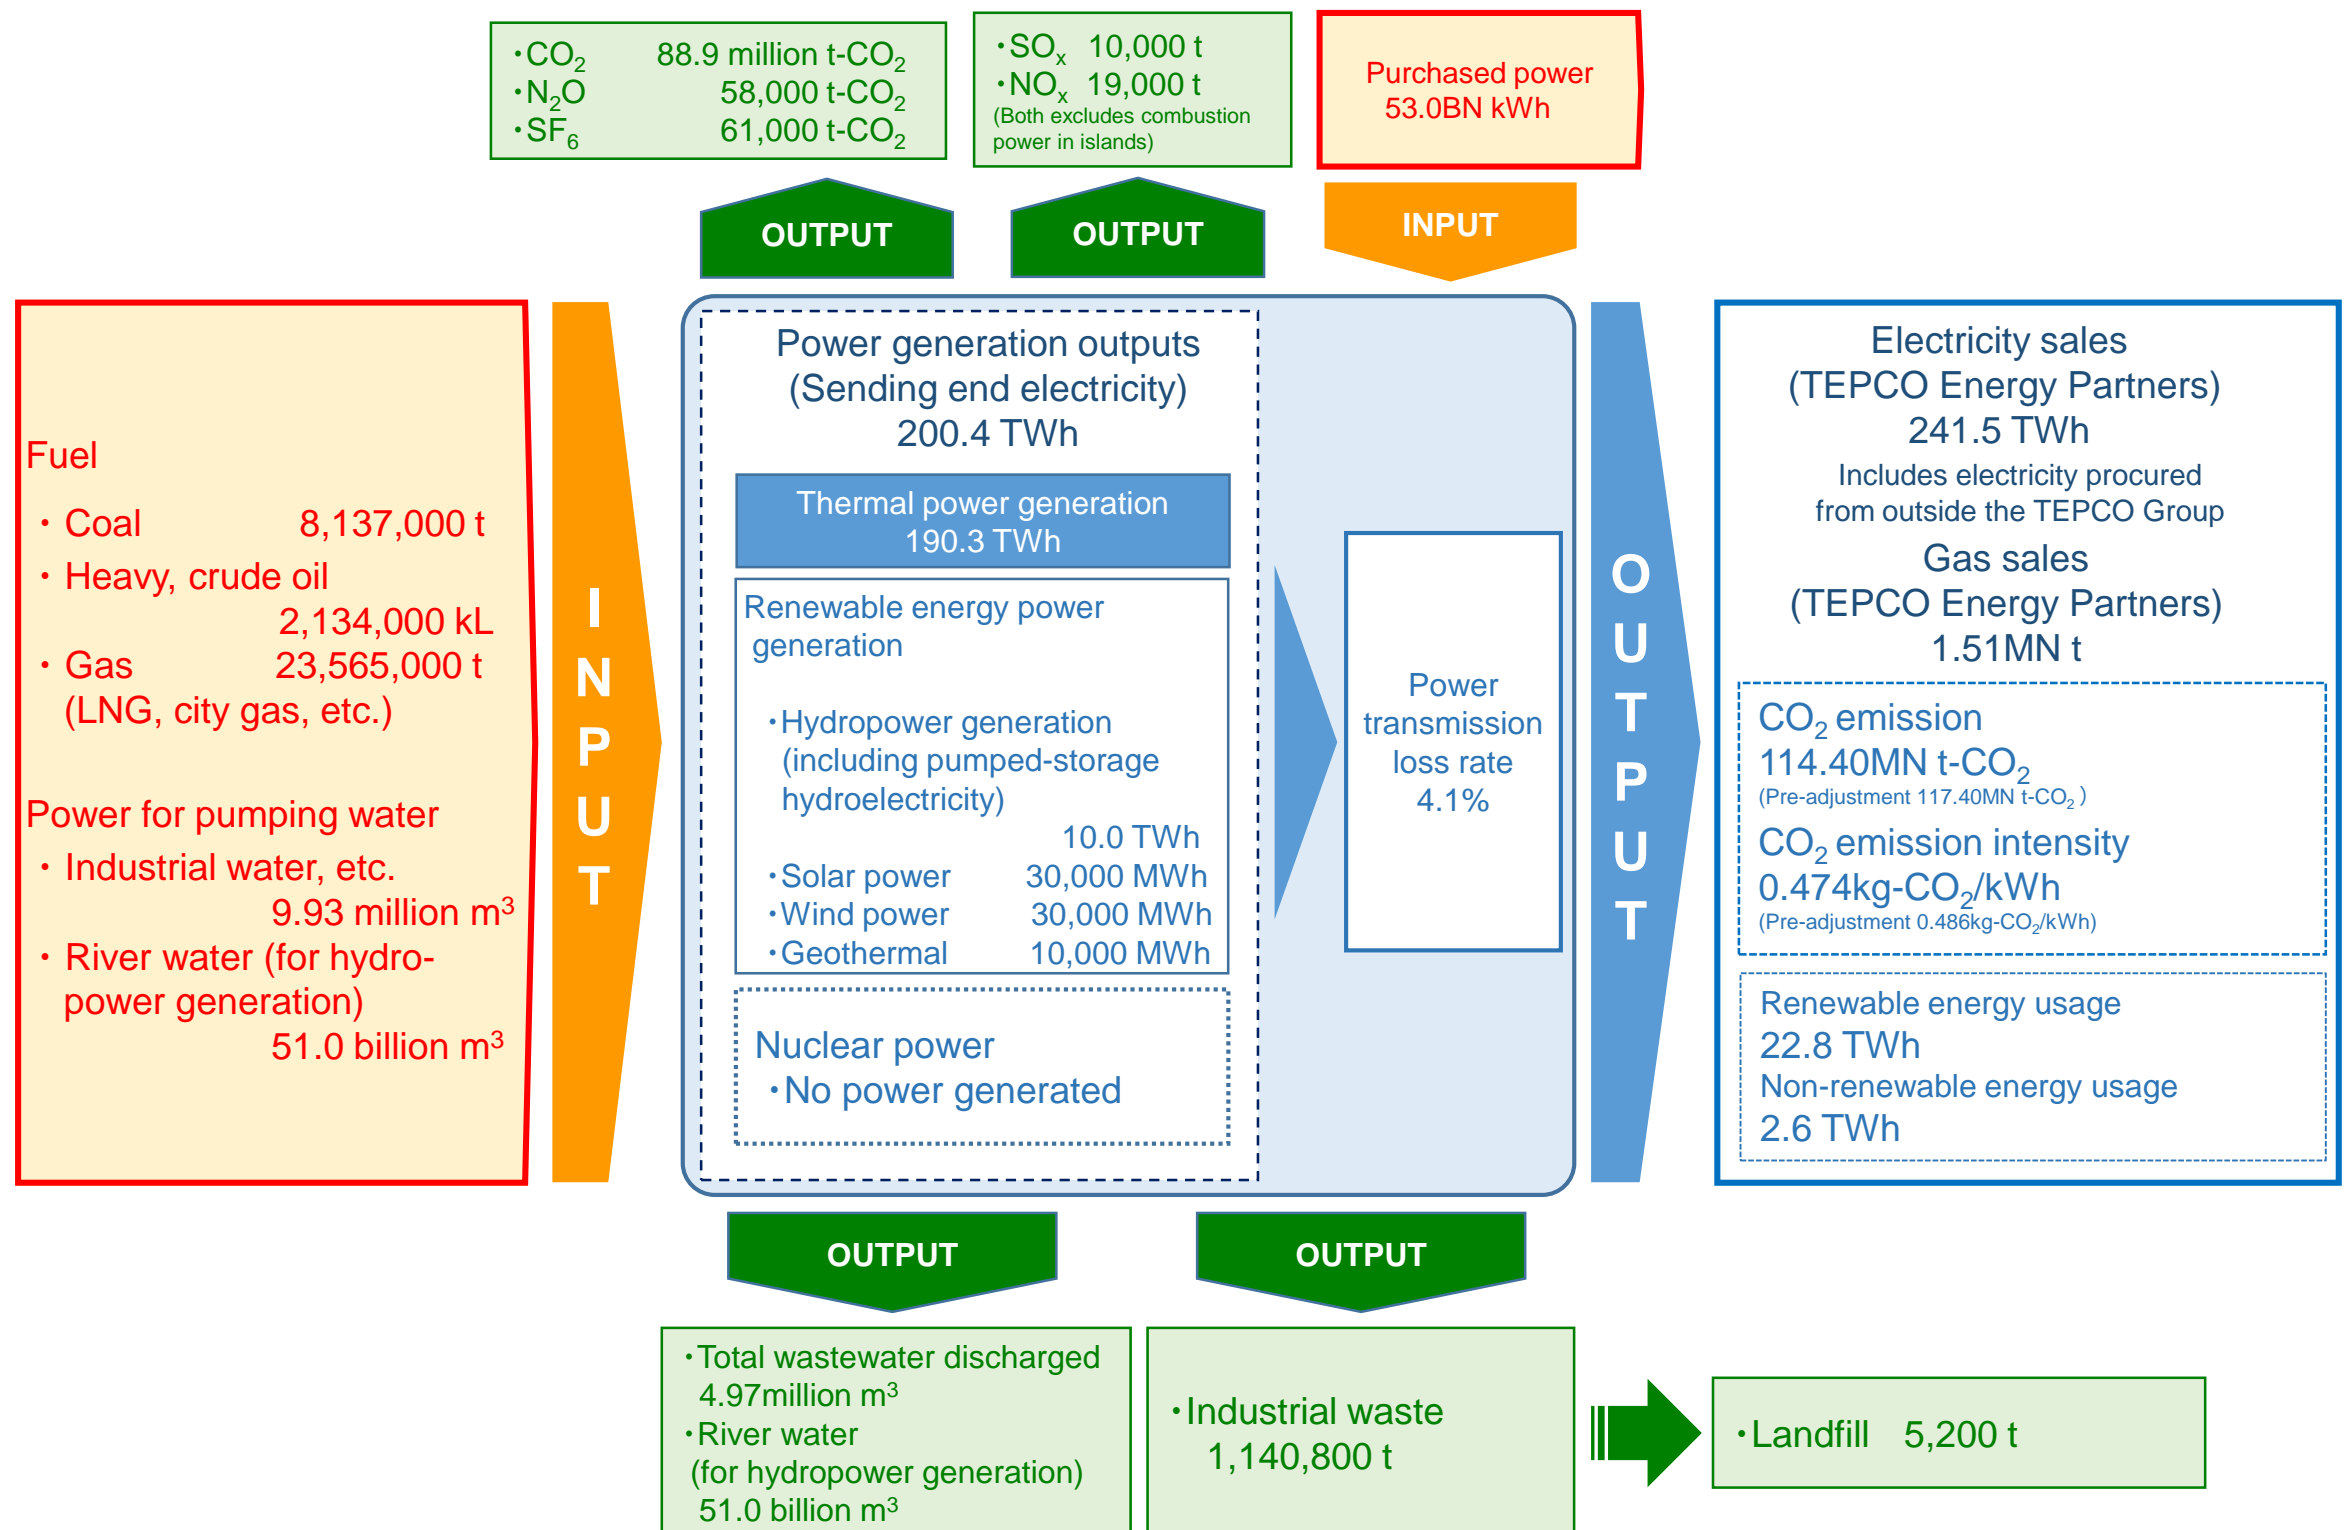 ・CO2 88.9 million t-CO2
・N2O 58,000 t-CO2
・SF6 61,000 t-CO2
・SOx 10,000 t
・NOx 19,000 t
(Both excludes combustion
power in islands)
Purchased power
53.0BN kWh
OUTPUT
OUTPUT
INPUT
Fuel
・Coal 8,137,000 t
・Heavy, crude oil
2,134,000 kL
・Gas 23,565,000 t
(LNG, city gas, etc.)
Power for pumping water
・Industrial water, etc.
9.93 million m3
・River water (for hydro-
power generation)
51.0 billion m3
INPUT
Power generation outputs
(Sending end electricity)
200.4 TWh
Thermal power generation
190.3 TWh
Renewable energy power
generation
・Hydropower generation
(including pumped-storage
hydroelectricity)
10.0 TWh
・Solar power 30,000 MWh
・Wind power 30,000 MWh
・Geothermal 10,000 MWh
Nuclear power
・No power generated
Power
transmission
loss rate
4.1%
OUTPUT
Electricity sales
(TEPCO Energy Partners)
241.5 TWh
Includes electricity procured
from outside the TEPCO Group
Gas sales
(TEPCO Energy Partners)
1.51MN t
CO2 emission
114.40MN t-CO2
(Pre-adjustment 117.40MN t-CO2 )
CO2 emission intensity
0.474kg-CO2/kWh
(Pre-adjustment 0.486kg-CO2/kWh)
Renewable energy usage
22.8 TWh
Non-renewable energy usage
2.6 TWh
OUTPUT
OUTPUT
・Total wastewater discharged
4.97million m3
・River water
(for hydropower generation)
51.0 billion m3
・Industrial waste
1,140,800 t
・Landfill 5,200 t